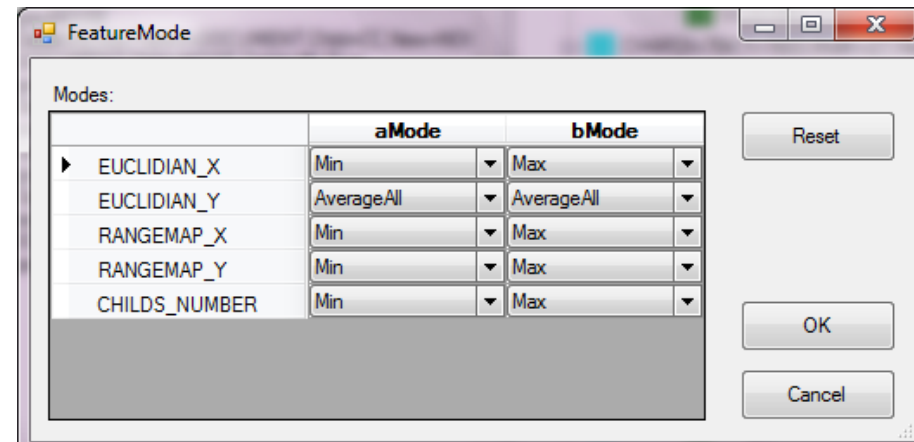 FeatureMode
Modes:
aMode bMode
Reset
EUCLIDIAN_X Min Max
EUCLIDIAN_Y AverageAll AverageAll
RANGEMAP_X Min Max
RANGEMAP_Y Min Max
CHILDS_NUMBER Min Max
OK
Cancel